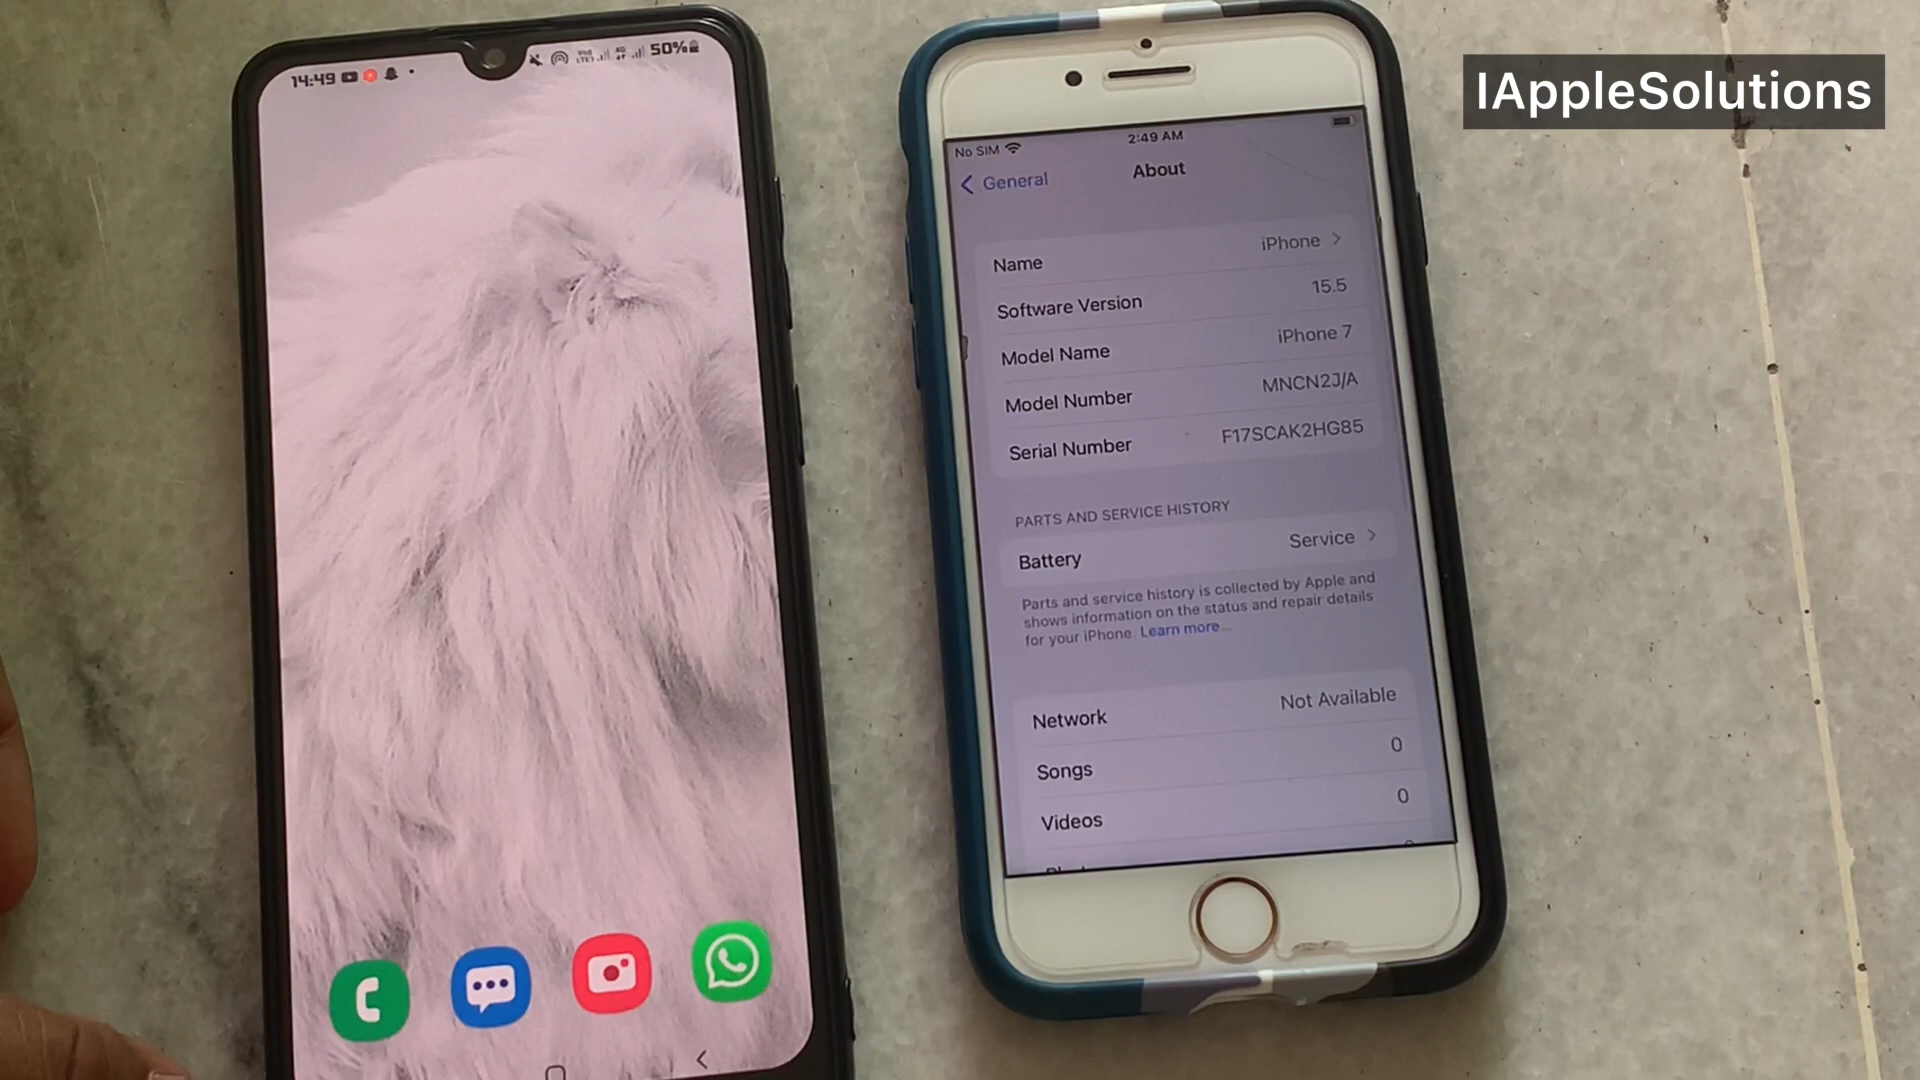 IAppleSolutions
14:49
50%
No SIM
2:49 AM
General
About
Name
iPhone
Software Version
15.5
Model Name
iPhone 7
Model Number
MNCN2J/A
Serial Number
F17SCAK2HG85
PARTS AND SERVICE HISTORY
Battery
Service
Parts and service history is collected by Apple and
shows information on the status and repair details
for your iPhone. Learn more...
Network
Not Available
Songs
0
Videos
0